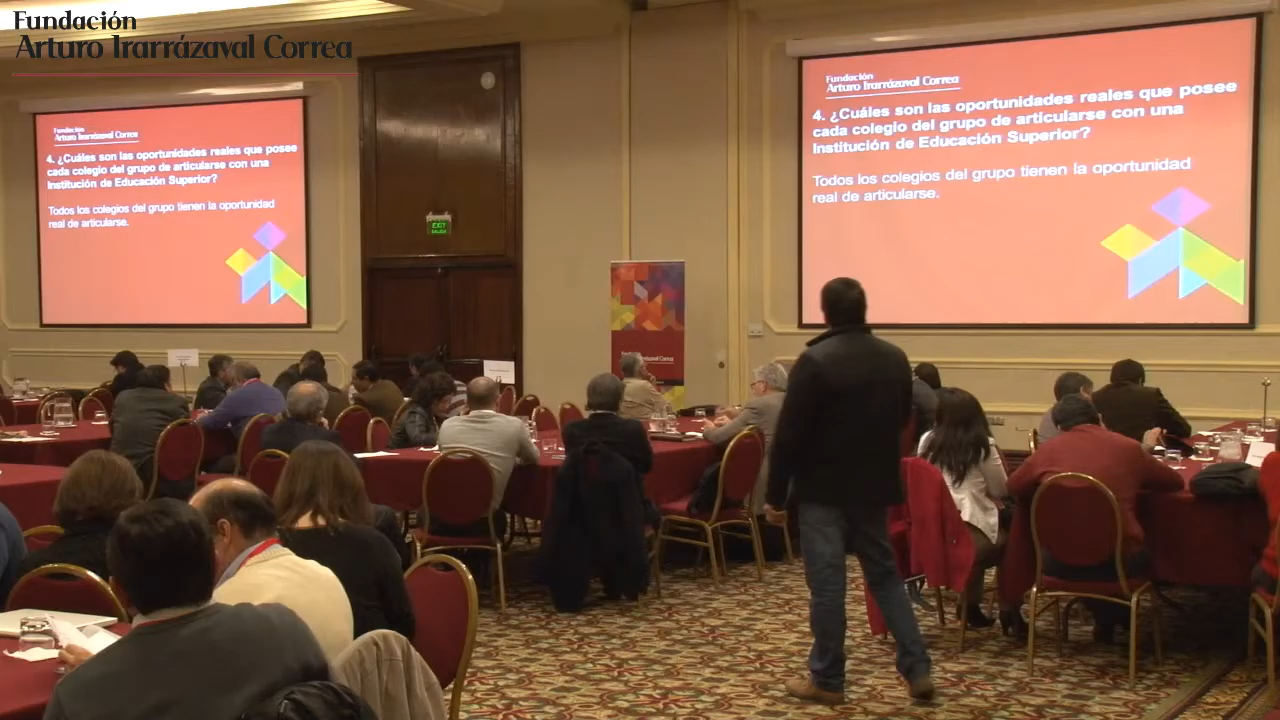 Fundación
Arturo Irarrázaval Correa
Fundación
Arturo Irarrázaval Correa
4. ¿Cuáles son las oportunidades reales que posee
cada colegio del grupo de articularse con una
Institución de Educación Superior?
Todos los colegios del grupo tienen la oportunidad
real de articularse.
EXIT
Fundación
Arturo Irarrázaval Correa
4. ¿Cuáles son las oportunidades reales que posee
cada colegio del grupo de articularse con una
Institución de Educación Superior?
Todos los colegios del grupo tienen la oportunidad
real de articularse.